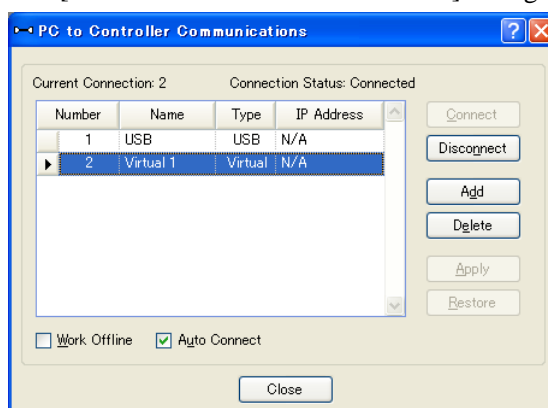 PC to Controller Communications
Current Connection: 2 Connection Status: Connected
Number Name Type IP Address
1 USB USB N/A
2 Virtual 1 Virtual N/A
Connect
Disconnect
Add
Delete
Apply
Restore
Work Offline Auto Connect
Close